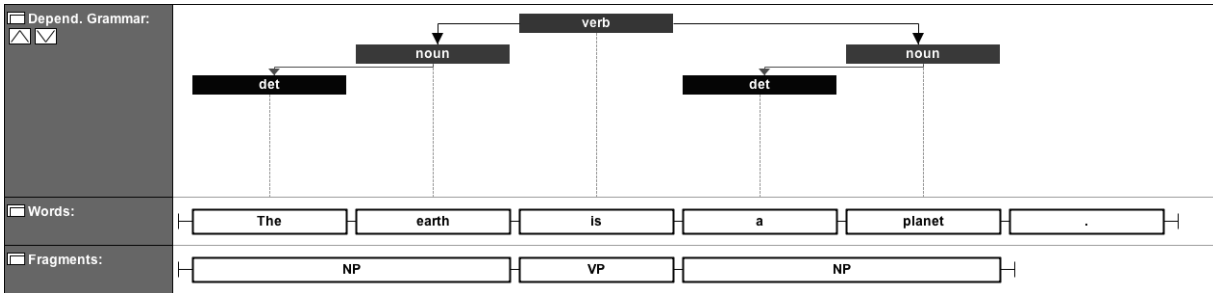 Depend. Grammar:
verb
noun noun
det det
Words:
The earth is a planet .
Fragments:
NP VP NP